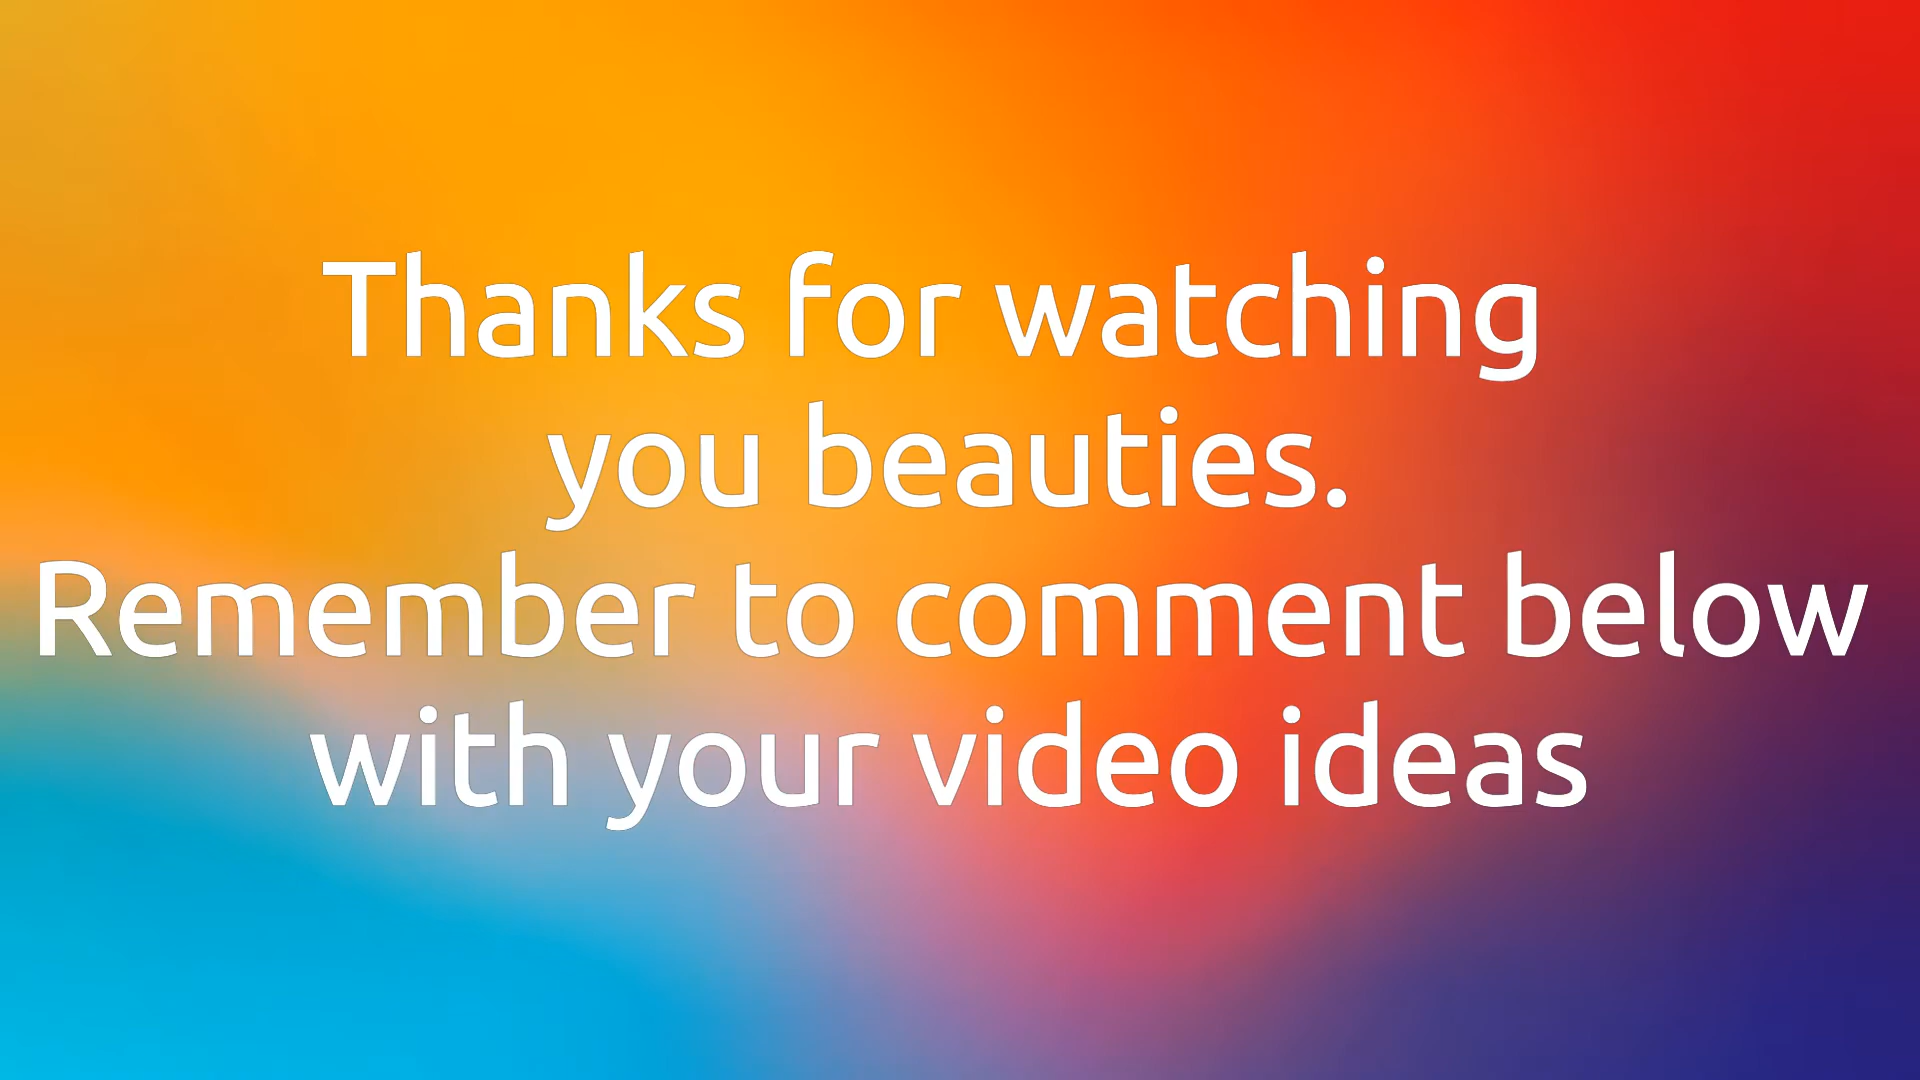 Thanks for watching
you beauties.
Remember to comment below
with your video ideas